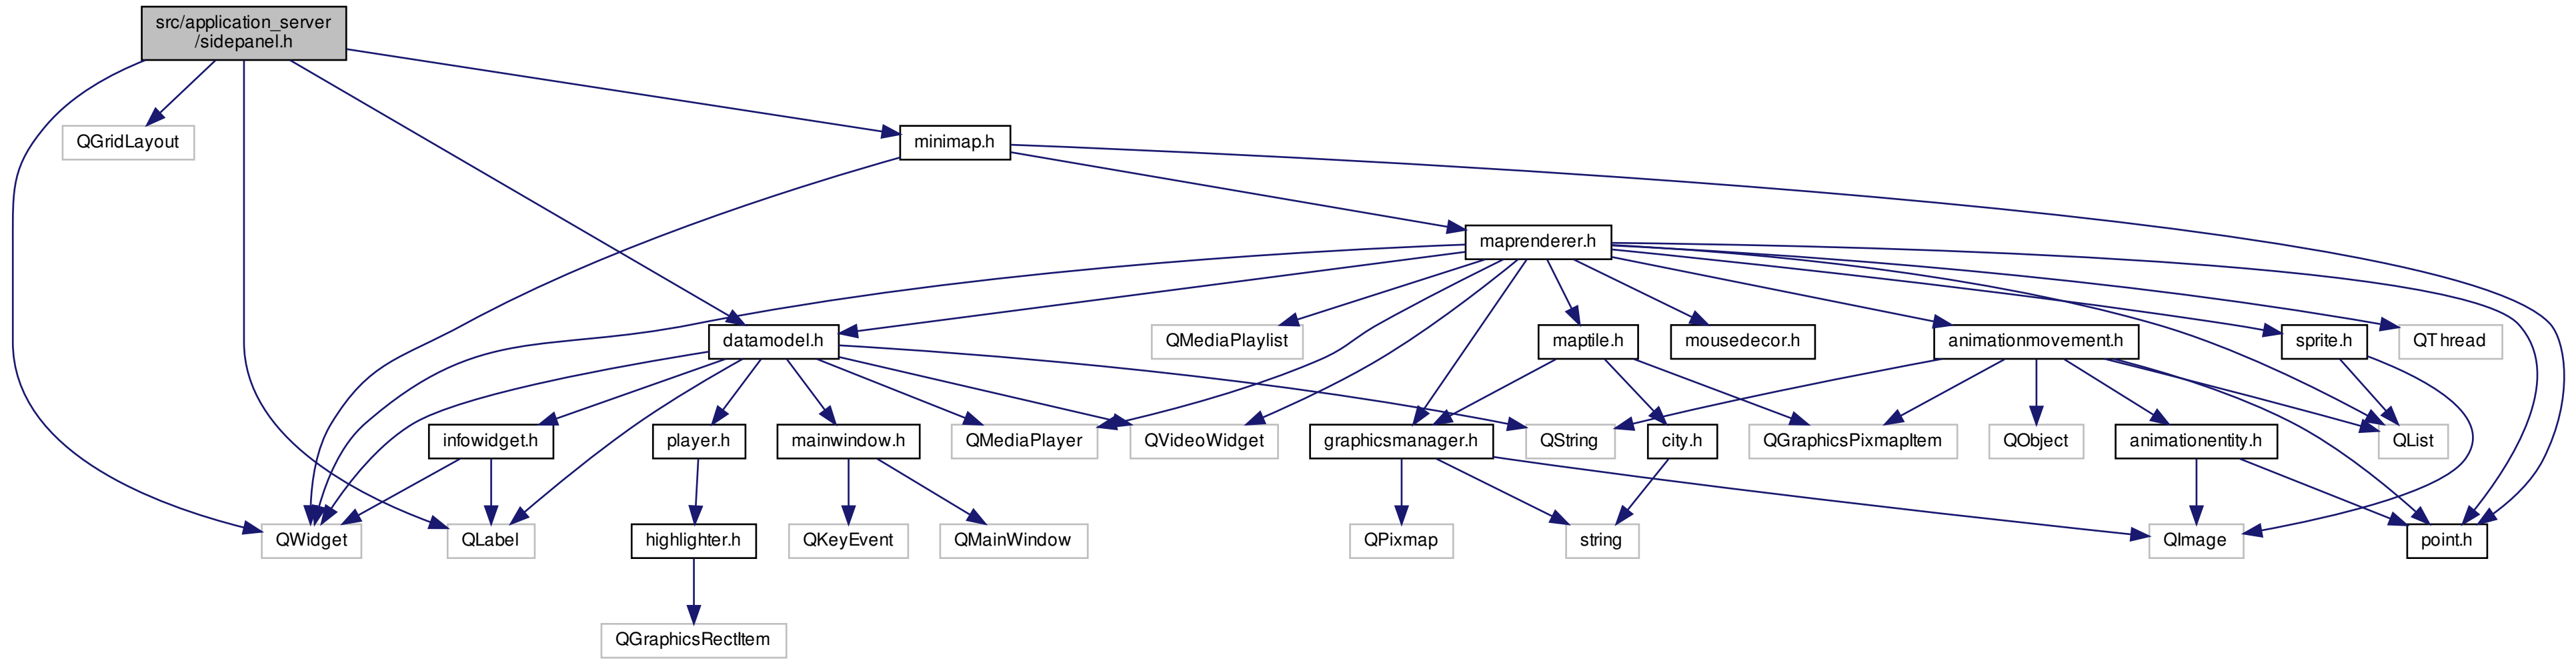 src/application_server
/sidepanel.h
QGridLayout
minimap.h
maprenderer.h
datamodel.h
QMediaPlaylist
maptile.h
mousedecor.h
animationmovement.h
sprite.h
QThread
infowidget.h
player.h
mainwindow.h
QMediaPlayer
QVideoWidget
graphicsmanager.h
QString
city.h
QGraphicsPixmapItem
QObject
animationentity.h
QList
QWidget
QLabel
highlighter.h
QKeyEvent
QMainWindow
QPixmap
string
QImage
point.h
QGraphicsRectItem